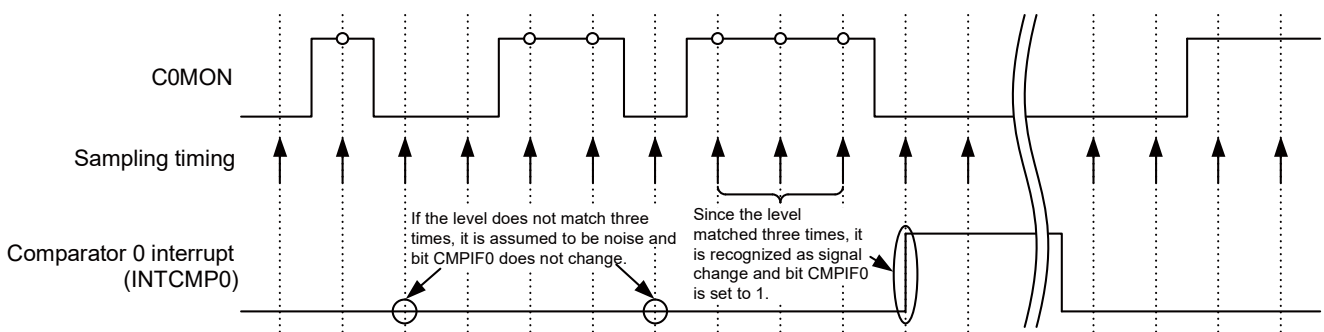 C0MON
Sampling timing
If the level does not match three
times, it is assumed to be noise and
bit CMPIF0 does not change.
Since the level
matched three times, it
is recognized as signal
change and bit CMPIF0
is set to 1.
Comparator 0 interrupt
(INTCMP0)